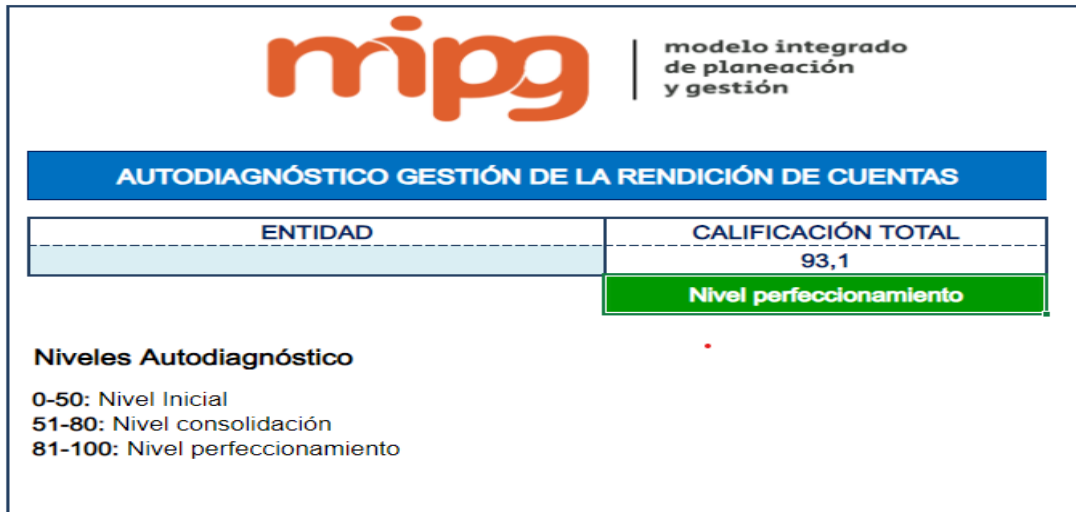 mipg
modelo integrado
de planeación
y gestión
AUTODIAGNÓSTICO GESTIÓN DE LA RENDICIÓN DE CUENTAS
ENTIDAD
CALIFICACIÓN TOTAL
93,1
Nivel perfeccionamiento
Niveles Autodiagnóstico
0-50: Nivel Inicial
51-80: Nivel consolidación
81-100: Nivel perfeccionamiento